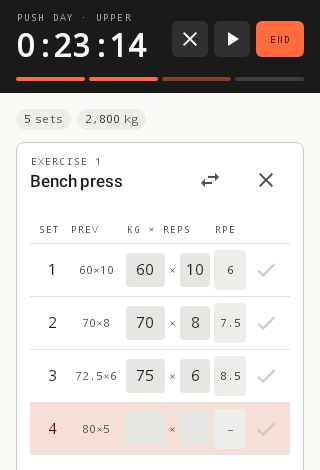 PUSH DAY · UPPER
0:23:14
END
5 sets 2,800 kg
EXERCISE 1
Bench press
SET PREV KG × REPS RPE
1 60×10 60 × 10 6
2 70×8 70 × 8 7.5
3 72.5×6 75 × 6 8.5
4 80×5 × –